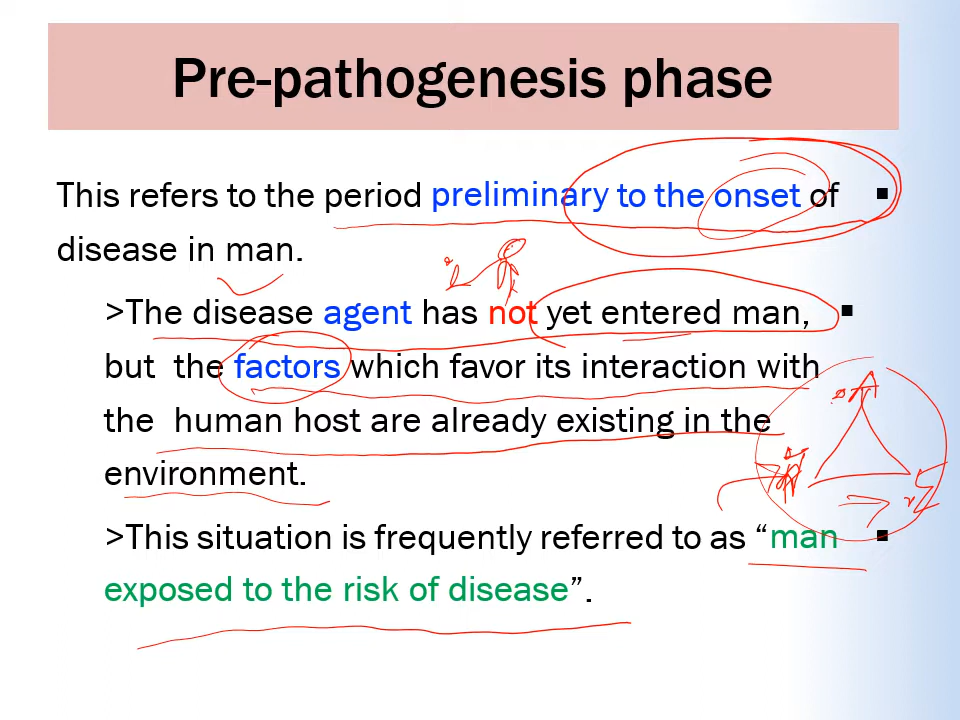 Pre-pathogenesis phase
This refers to the period preliminary to the onset of
disease in man.
>The disease agent has not yet entered man,
but the factors which favor its interaction with
the human host are already existing in the
environment.
>This situation is frequently referred to as “man
exposed to the risk of disease”.